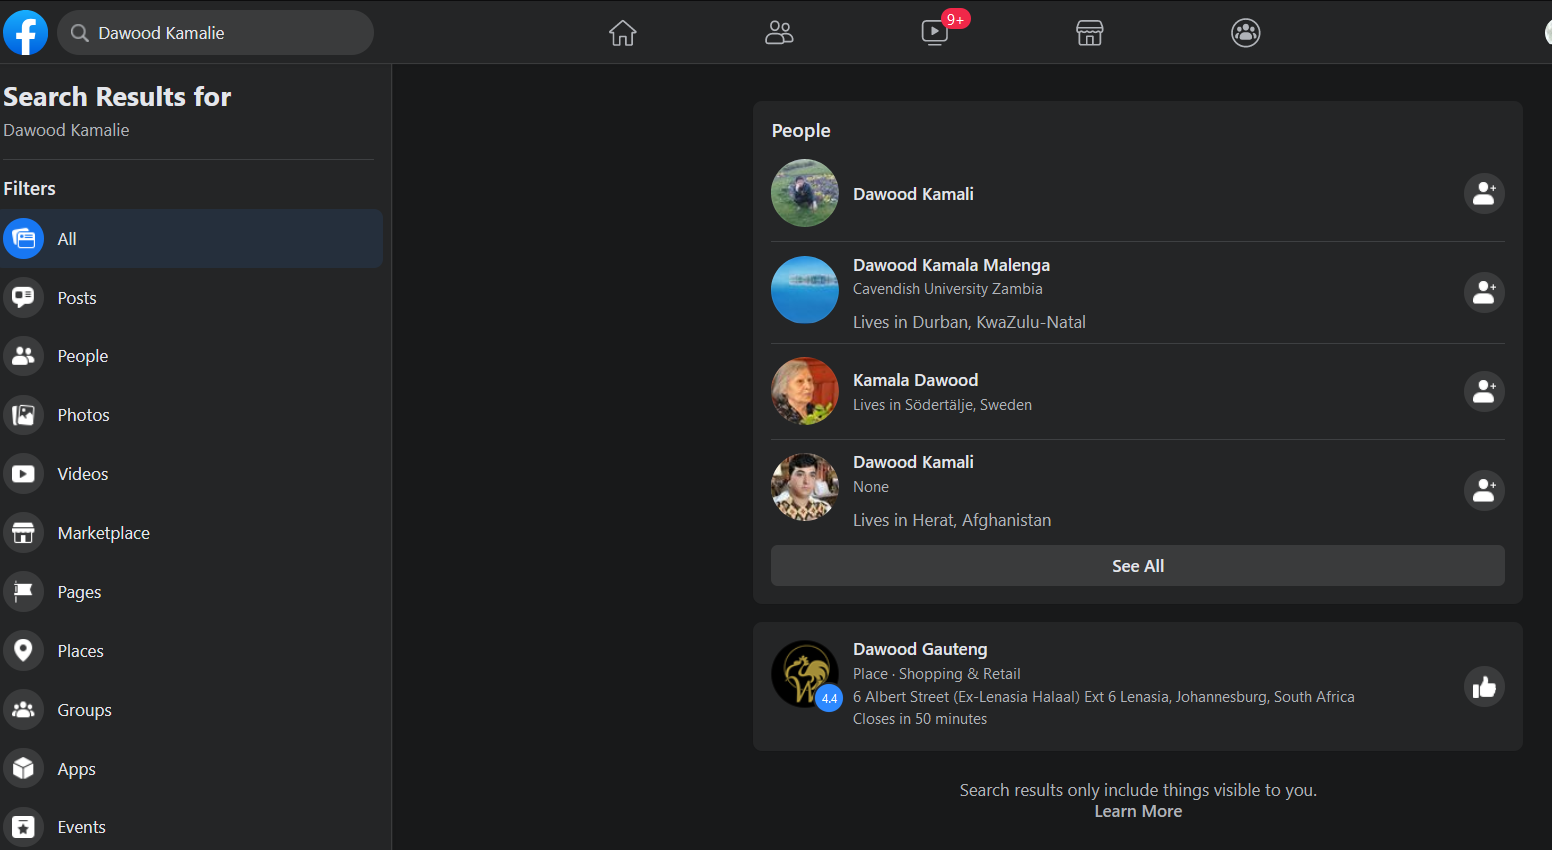 Dawood Kamalie
9+
Search Results for
Dawood Kamalie
Filters
All
Posts
People
Photos
Videos
Marketplace
Pages
Places
Groups
Apps
Events
People
Dawood Kamali
Dawood Kamala Malenga
Cavendish University Zambia
Lives in Durban, KwaZulu-Natal
Kamala Dawood
Lives in Södertälje, Sweden
Dawood Kamali
None
Lives in Herat, Afghanistan
See All
Dawood Gauteng
Place · Shopping & Retail
4.4
6 Albert Street (Ex-Lenasia Halaal) Ext 6 Lenasia, Johannesburg, South Africa
Closes in 50 minutes
Search results only include things visible to you.
Learn More